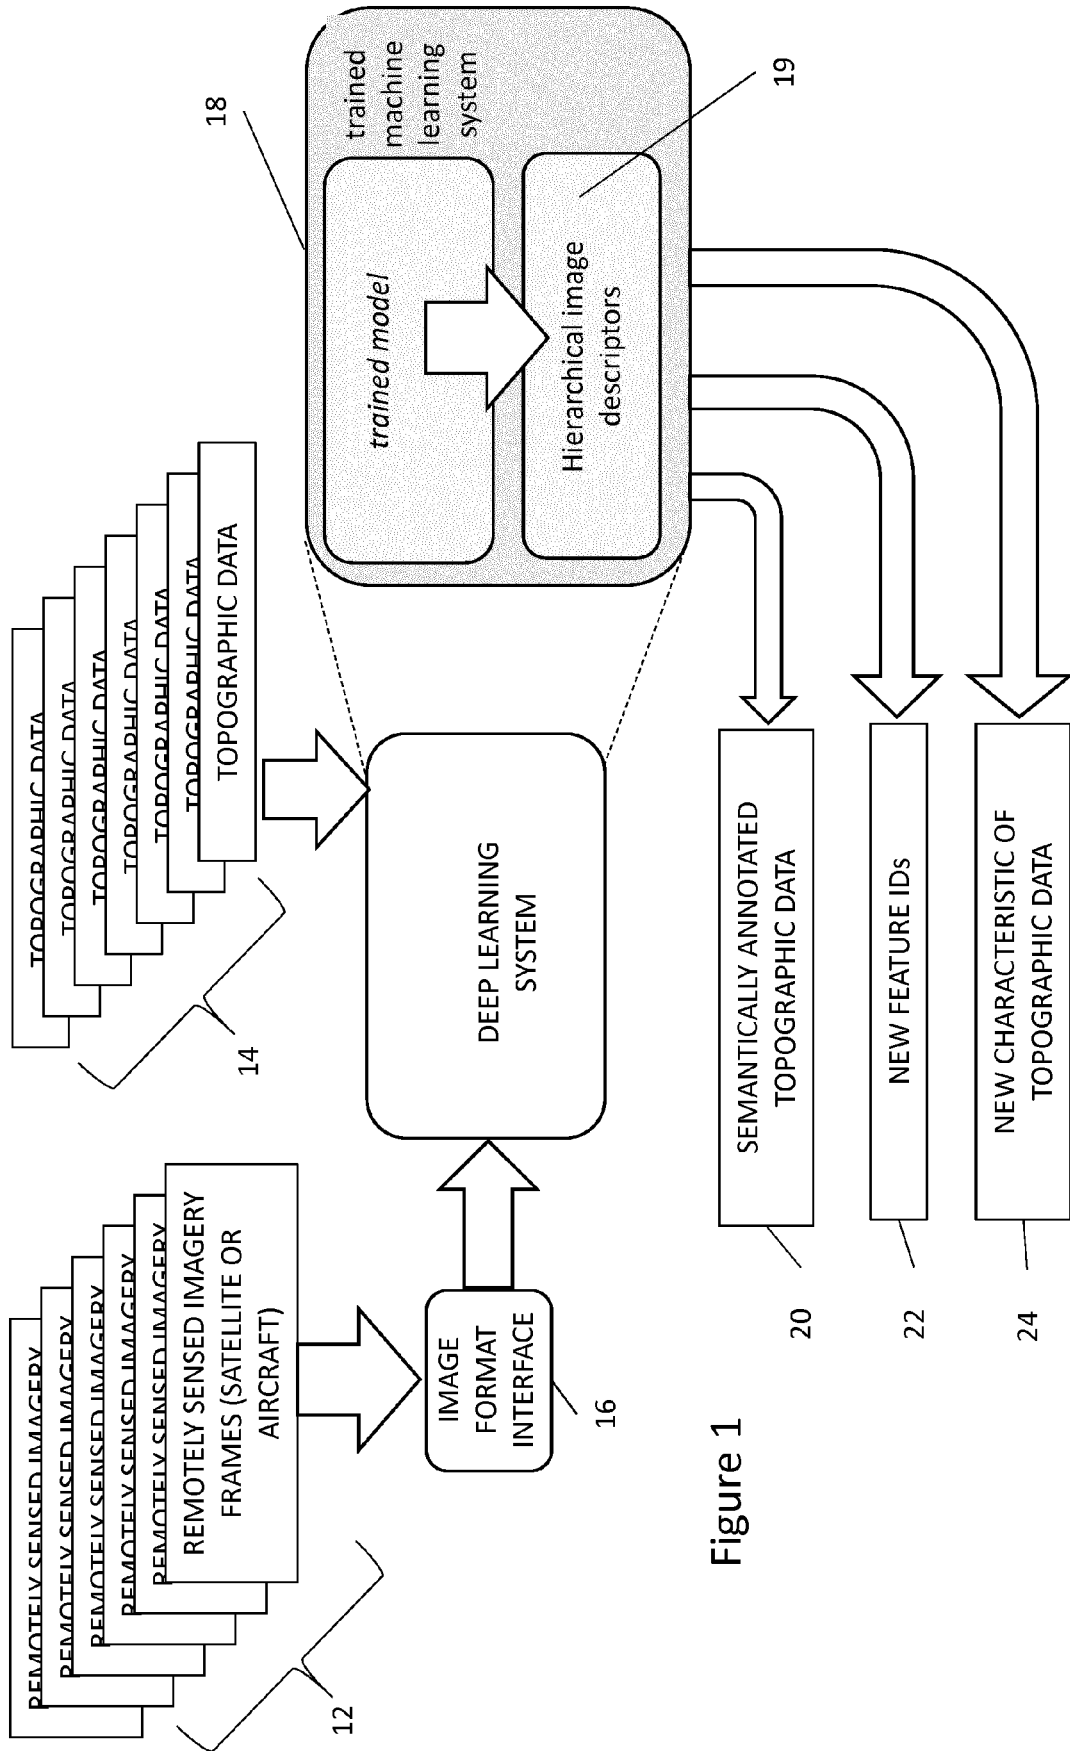 REMOTELY SENSED IMAGERY
REMOTELY SENSED IMAGERY
REMOTELY SENSED IMAGERY
REMOTELY SENSED IMAGERY
REMOTELY SENSED IMAGERY
REMOTELY SENSED IMAGERY
FRAMES (SATELLITE OR
AIRCRAFT)
12
TOPOGRAPHIC DATA
TOPOGRAPHIC DATA
TOPOGRAPHIC DATA
TOPOGRAPHIC DATA
TOPOGRAPHIC DATA
TOPOGRAPHIC DATA
TOPOGRAPHIC DATA
14
IMAGE
FORMAT
INTERFACE
16
DEEP LEARNING
SYSTEM
18
trained
machine
learning
system
trained model
Hierarchical image
descriptors
19
SEMANTICALLY ANNOTATED
TOPOGRAPHIC DATA
20
NEW FEATURE IDs
22
NEW CHARACTERISTIC OF
TOPOGRAPHIC DATA
24
Figure 1